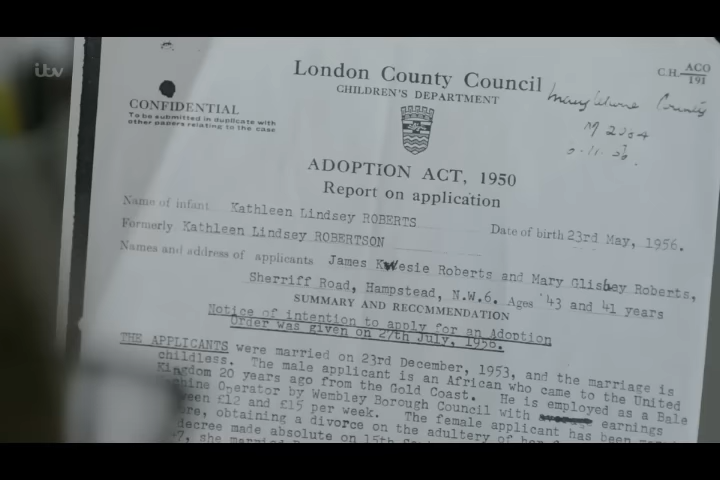 itv
London County Council
CHILDREN'S DEPARTMENT
C.H. ACO
191
CONFIDENTIAL
To be submitted in duplicate with
other papers relating to the case
County
ADOPTION ACT, 1950
Report on application
Name of infant Kathleen Lindsey ROBERTS
Date of birth 23rd May, 1956.
Formerly Kathleen Lindsey ROBERTSON
Names and address of applicants James Kwesie Roberts and Mary Glisbey Roberts,
Sherriff Road, Hampstead, N.W.6. Ages 43 and 41 years
SUMMARY AND RECOMMENDATION
Notice of intention to apply for an Adoption
Order was given on 27th July, 1956.
THE APPLICANTS were married on 23rd December, 1953, and the marriage is
childless. The male applicant is an African who came to the United
Kingdom 20 years ago from the Gold Coast. He is employed as a Bale
Operator by Wembley Borough Council with earnings
£12 and £15 per week. The female applicant has been
obtaining a divorce on the adultery of her
decree made absolute on 15th
she married